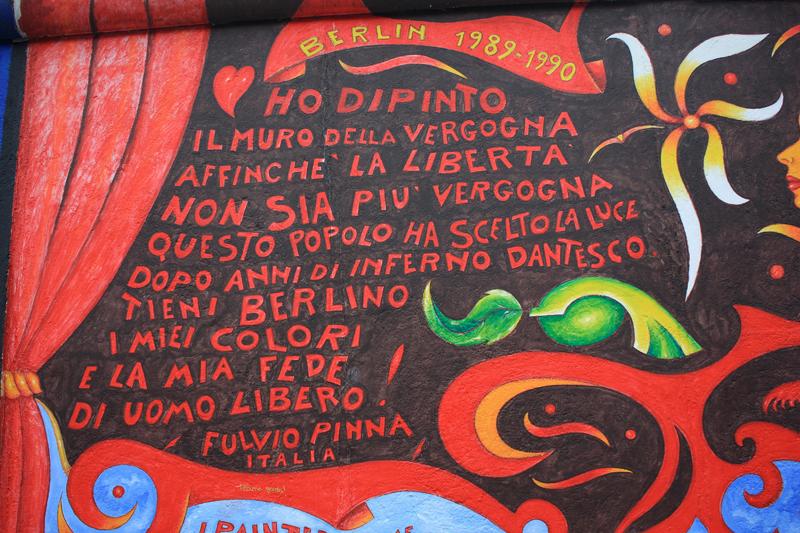 BERLIN 1989-1990
HO DIPINTO
IL MURO DELLA VERGOGNA
AFFINCHE' LA LIBERTA'
NON SIA PIU' VERGOGNA
QUESTO POPOLO HA SCELTO LA LUCE
DOPO ANNI DI INFERNO DANTESCO.
TIENI BERLINO
I MIEI COLORI
E LA MIA FEDE
DI UOMO LIBERO!
FULVIO PINNA
ITALIA